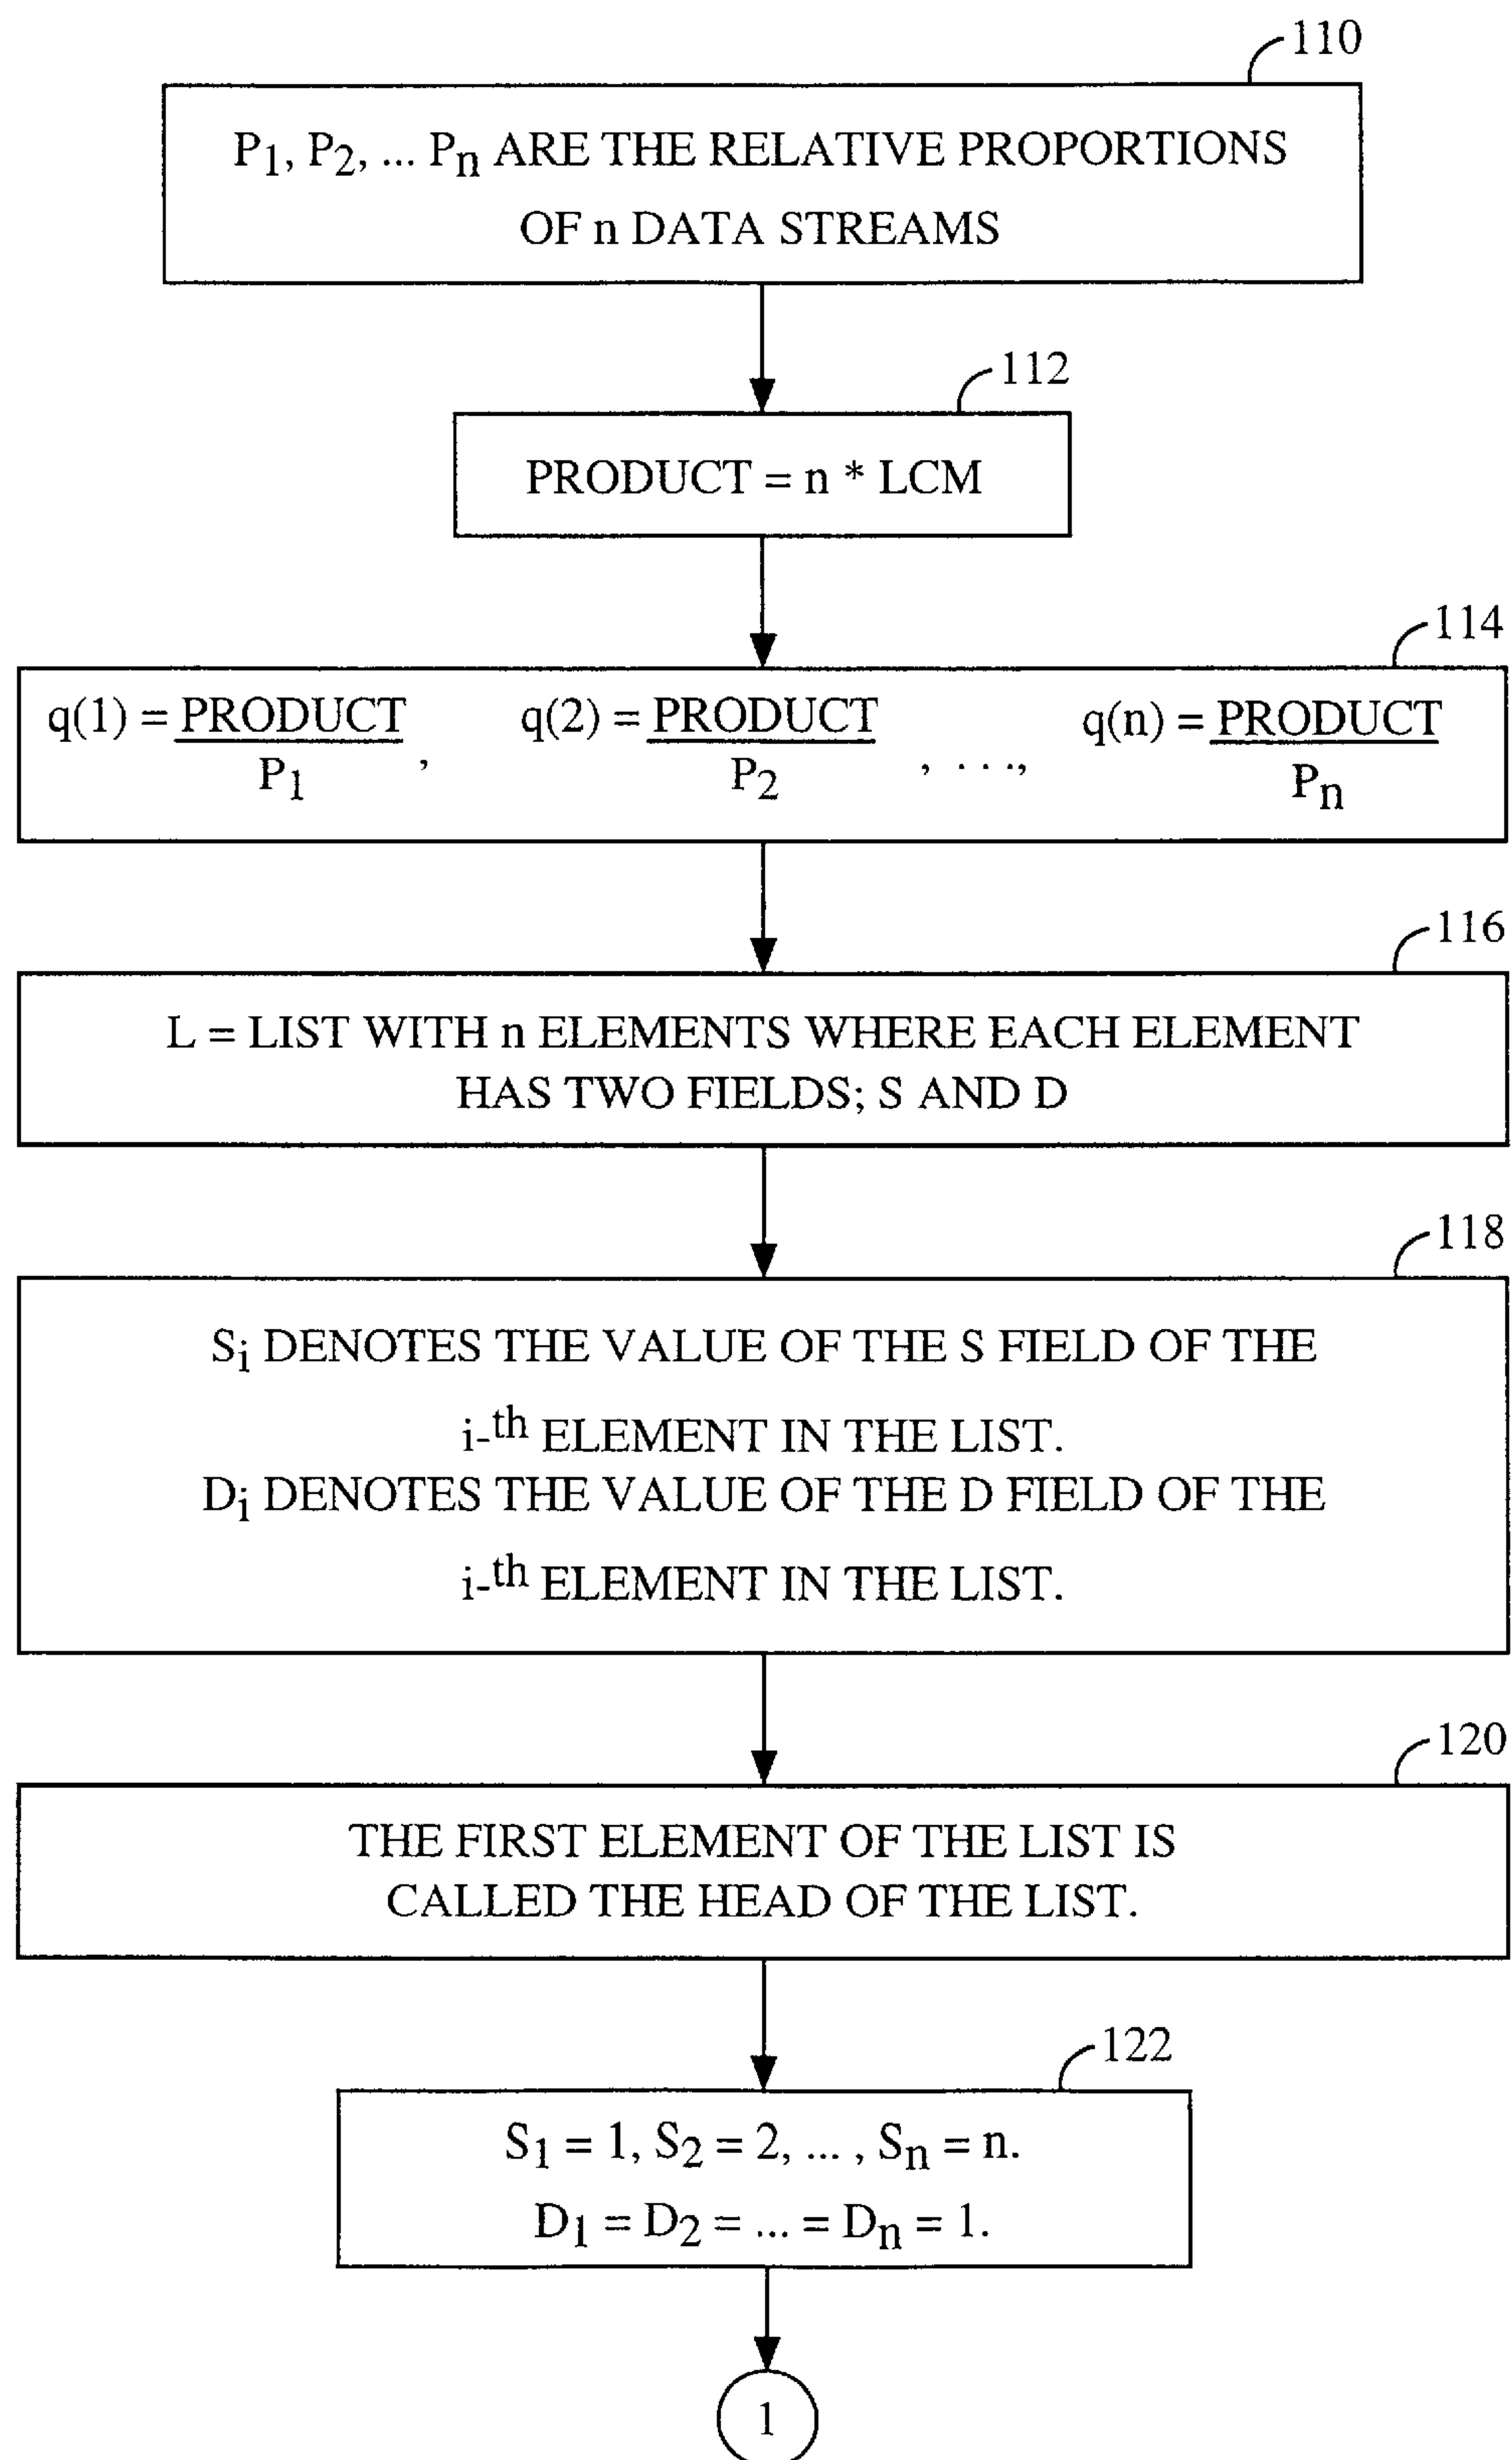 110
P1, P2, ... Pn ARE THE RELATIVE PROPORTIONS
OF n DATA STREAMS
112
PRODUCT = n * LCM
114
q(1) = PRODUCT / P1 , q(2) = PRODUCT / P2 , . . ., q(n) = PRODUCT / Pn
116
L = LIST WITH n ELEMENTS WHERE EACH ELEMENT
HAS TWO FIELDS; S AND D
118
Si DENOTES THE VALUE OF THE S FIELD OF THE
i-th ELEMENT IN THE LIST.
Di DENOTES THE VALUE OF THE D FIELD OF THE
i-th ELEMENT IN THE LIST.
120
THE FIRST ELEMENT OF THE LIST IS
CALLED THE HEAD OF THE LIST.
122
S1 = 1, S2 = 2, ... , Sn = n.
D1 = D2 = ... = Dn = 1.
1